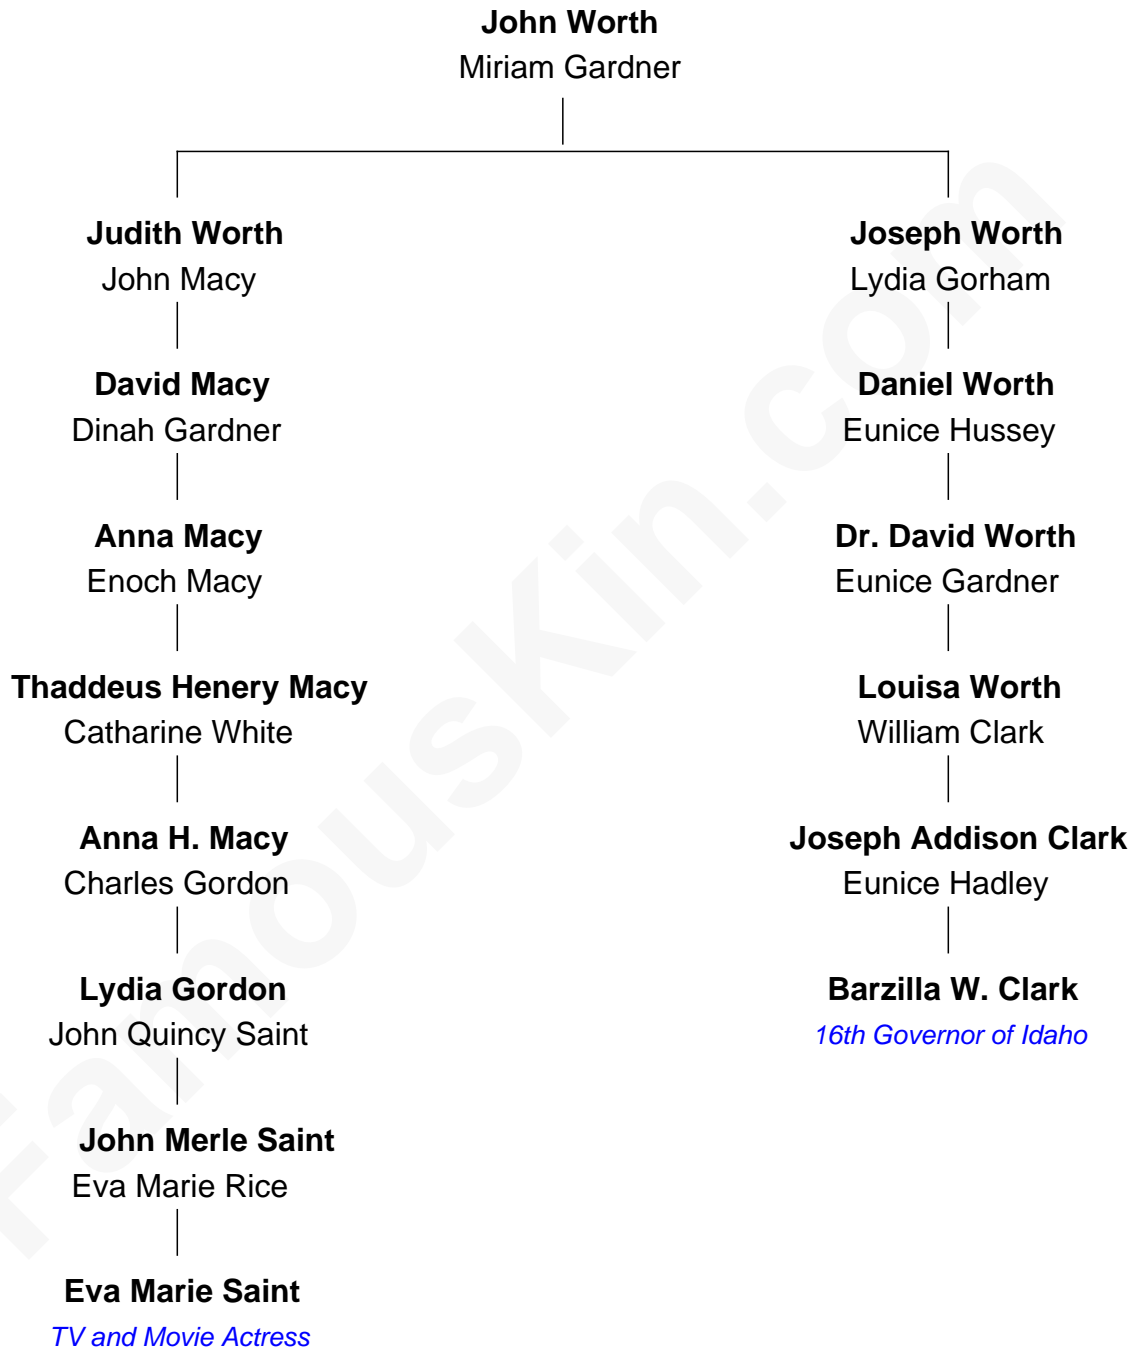 John Worth
Miriam Gardner
Judith Worth
John Macy
David Macy
Dinah Gardner
Anna Macy
Enoch Macy
Thaddeus Henery Macy
Catharine White
Anna H. Macy
Charles Gordon
Lydia Gordon
John Quincy Saint
John Merle Saint
Eva Marie Rice
Eva Marie Saint
TV and Movie Actress
Joseph Worth
Lydia Gorham
Daniel Worth
Eunice Hussey
Dr. David Worth
Eunice Gardner
Louisa Worth
William Clark
Joseph Addison Clark
Eunice Hadley
Barzilla W. Clark
16th Governor of Idaho
FamousKin.com